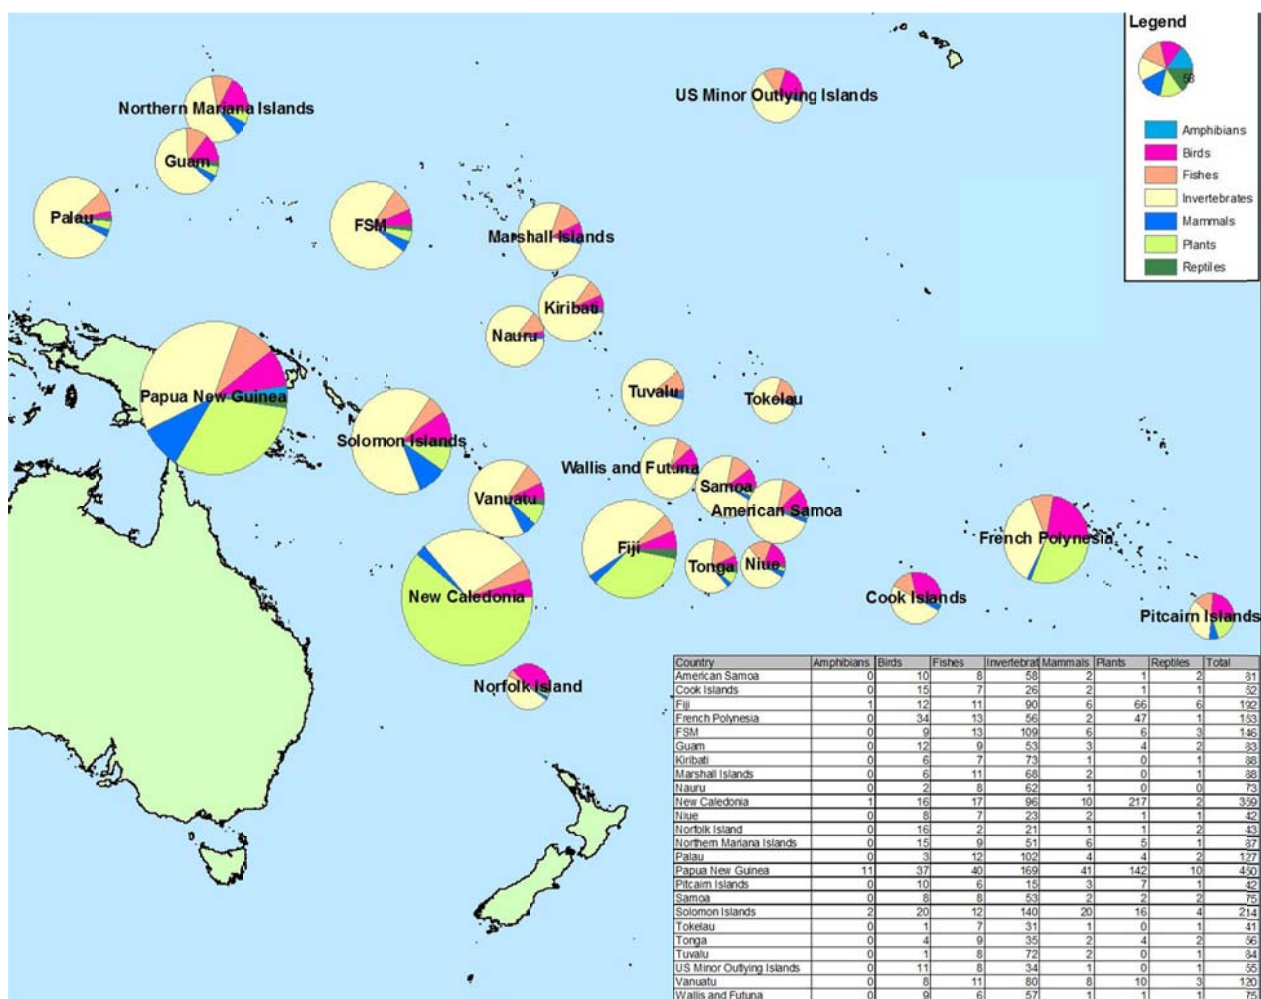 Legend
58
Amphibians
Birds
Fishes
Invertebrates
Mammals
Plants
Reptiles
Northern Mariana Islands
US Minor Outlying Islands
Guam
Palau
FSM
Marshall Islands
Kiribati
Nauru
Papua New Guinea
Tuvalu
Tokelau
Solomon Islands
Wallis and Futuna
Samoa
Vanuatu
American Samoa
French Polynesia
Fiji
Tonga
Niue
New Caledonia
Cook Islands
Pitcairn Islands
Norfolk Island
Country Amphibians Birds Fishes Invertebrat Mammals Plants Reptiles Total
American Samoa 0 10 8 58 2 1 2 81
Cook Islands 0 15 7 26 2 1 1 52
Fiji 1 12 11 90 6 66 6 192
French Polynesia 0 34 13 56 2 47 1 153
FSM 0 9 13 109 6 6 3 146
Guam 0 12 9 53 3 4 2 83
Kiribati 0 6 7 73 1 0 1 88
Marshall Islands 0 6 11 68 2 0 1 88
Nauru 0 2 8 62 1 0 0 73
New Caledonia 1 16 17 96 10 217 2 359
Niue 0 8 7 23 2 1 1 42
Norfolk Island 0 16 2 21 1 1 2 43
Northern Mariana Islands 0 15 9 51 6 5 1 87
Palau 0 3 12 102 4 4 2 127
Papua New Guinea 11 37 40 169 41 142 10 450
Pitcairn Islands 0 10 6 15 3 7 1 42
Samoa 0 8 8 53 2 2 2 75
Solomon Islands 2 20 12 140 20 16 4 214
Tokelau 0 1 7 31 1 0 1 41
Tonga 0 4 9 35 2 4 2 56
Tuvalu 0 1 8 72 2 0 1 84
US Minor Outlying Islands 0 11 8 34 1 0 1 55
Vanuatu 0 8 11 80 8 10 3 120
Wallis and Futuna 0 9 6 57 1 1 1 75